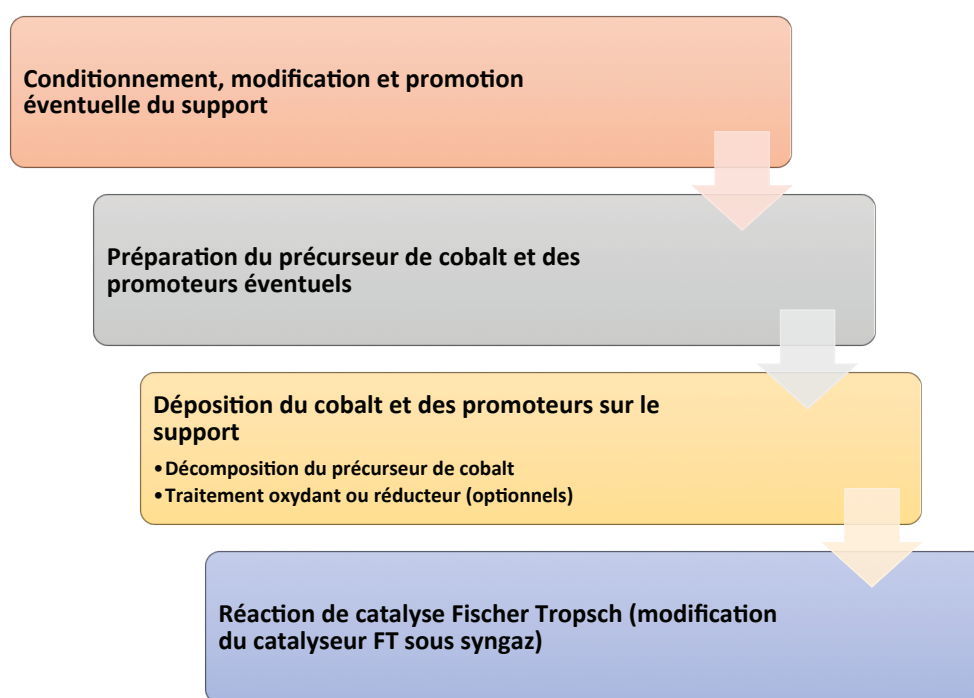 Conditionnement, modification et promotion
éventuelle du support
Préparation du précurseur de cobalt et des
promoteurs éventuels
Déposition du cobalt et des promoteurs sur le
support
•Décomposition du précurseur de cobalt
•Traitement oxydant ou réducteur (optionnels)
Réaction de catalyse Fischer Tropsch (modification
du catalyseur FT sous syngaz)